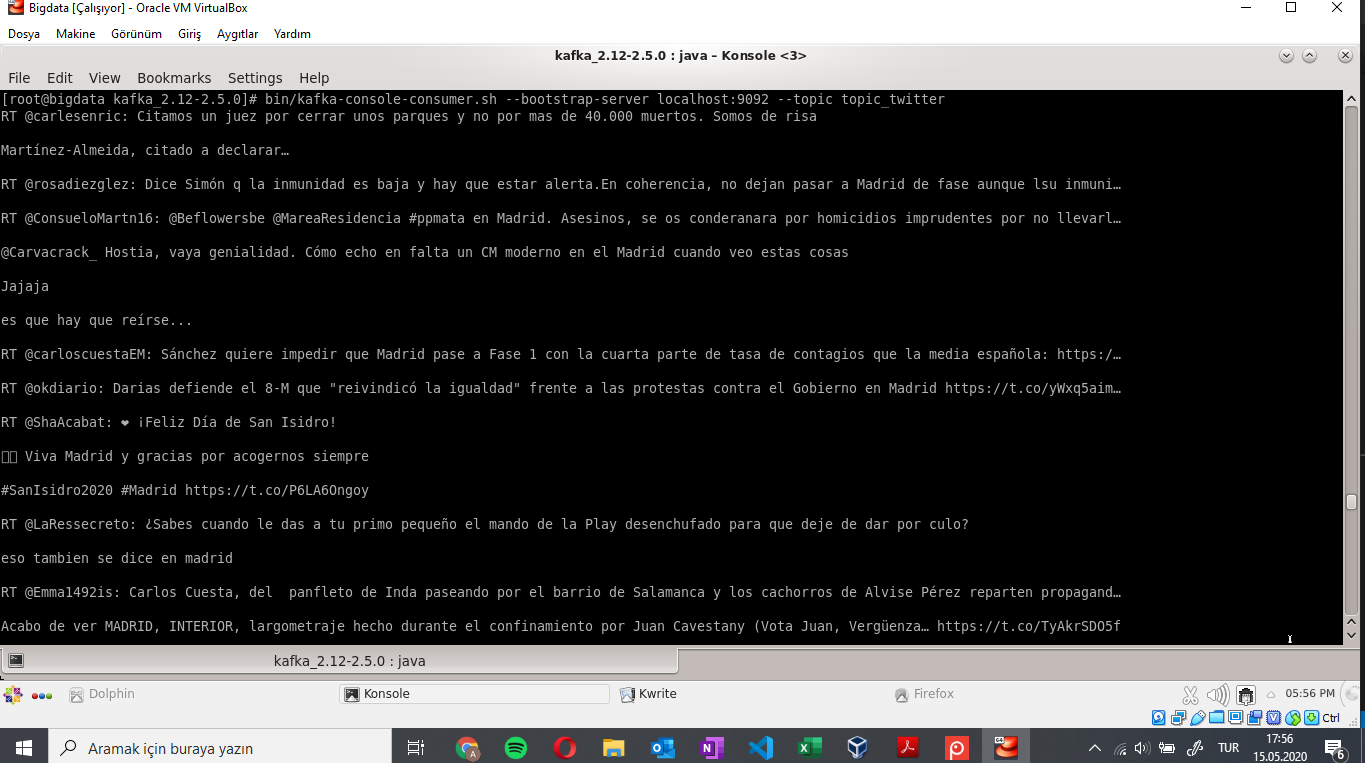 Bigdata [Çalışıyor] - Oracle VM VirtualBox
Dosya Makine Görünüm Giriş Aygıtlar Yardım
kafka_2.12-2.5.0 : java – Konsole <3>
File Edit View Bookmarks Settings Help
[root@bigdata kafka_2.12-2.5.0]# bin/kafka-console-consumer.sh --bootstrap-server localhost:9092 --topic topic_twitter
RT @carlesenric: Citamos un juez por cerrar unos parques y no por mas de 40.000 muertos. Somos de risa
Martínez-Almeida, citado a declarar…
RT @rosadiezglez: Dice Simón q la inmunidad es baja y hay que estar alerta.En coherencia, no dejan pasar a Madrid de fase aunque lsu inmuni…
RT @ConsueloMartn16: @Beflowersbe @MareaResidencia #ppmata en Madrid. Asesinos, se os conderanara por homicidios imprudentes por no llevarl…
@Carvacrack_ Hostia, vaya genialidad. Cómo echo en falta un CM moderno en el Madrid cuando veo estas cosas
Jajaja
es que hay que reírse...
RT @carloscuestaEM: Sánchez quiere impedir que Madrid pase a Fase 1 con la cuarta parte de tasa de contagios que la media española: https:/…
RT @okdiario: Darias defiende el 8-M que "reivindicó la igualdad" frente a las protestas contra el Gobierno en Madrid https://t.co/yWxq5aim…
RT @ShaAcabat: ❤ ¡Feliz Día de San Isidro!
Viva Madrid y gracias por acogernos siempre
#SanIsidro2020 #Madrid https://t.co/P6LA6Ongoy
RT @LaRessecreto: ¿Sabes cuando le das a tu primo pequeño el mando de la Play desenchufado para que deje de dar por culo?
eso tambien se dice en madrid
RT @Emma1492is: Carlos Cuesta, del  panfleto de Inda paseando por el barrio de Salamanca y los cachorros de Alvise Pérez reparten propagand…
Acabo de ver MADRID, INTERIOR, largometraje hecho durante el confinamiento por Juan Cavestany (Vota Juan, Vergüenza… https://t.co/TyAkrSDO5f
kafka_2.12-2.5.0 : java
Dolphin Konsole Kwrite Firefox 05:56 PM
Ctrl
Aramak için buraya yazın TUR 17:56
15.05.2020 6